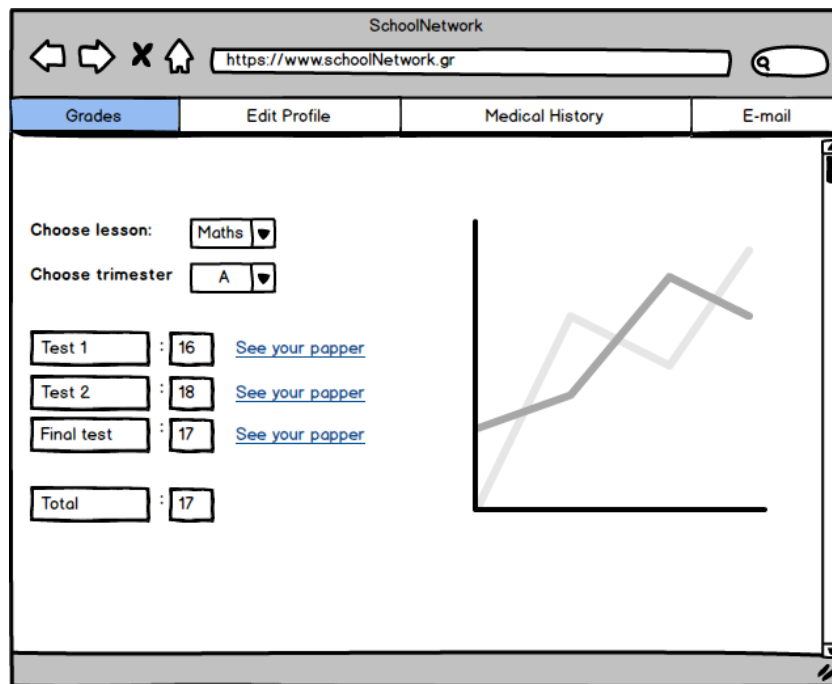 SchoolNetwork
https://www.schoolNetwork.gr
Grades Edit Profile Medical History E-mail
Choose lesson: Maths
Choose trimester A
Test 1 : 16 See your papper
Test 2 : 18 See your papper
Final test : 17 See your papper
Total : 17